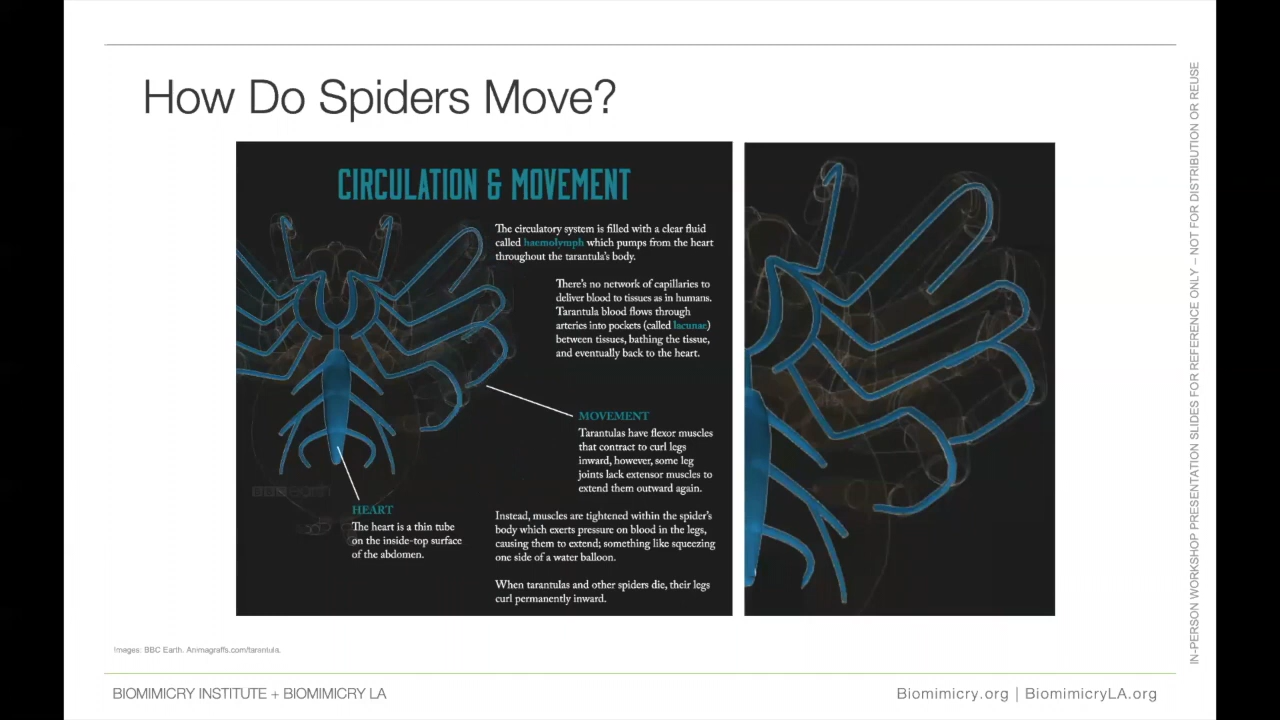 How Do Spiders Move?
CIRCULATION & MOVEMENT
The circulatory system is filled with a clear fluid
called haemolymph which pumps from the heart
throughout the tarantula's body.
There's no network of capillaries to
deliver blood to tissues as in humans.
Tarantula blood flows through
arteries into pockets (called lacunae)
between tissues, bathing the tissue,
and eventually back to the heart.
MOVEMENT
Tarantulas have flexor muscles
that contract to curl legs
inward, however, some leg
joints lack extensor muscles to
extend them outward again.
BBC earth
HEART
The heart is a thin tube
on the inside-top surface
of the abdomen.
Instead, muscles are tightened within the spider's
body which exerts pressure on blood in the legs,
causing them to extend; something like squeezing
one side of a water balloon.
When tarantulas and other spiders die, their legs
curl permanently inward.
Images: BBC Earth. Animagraffs.com/tarantula.
BIOMIMICRY INSTITUTE + BIOMIMICRY LA
Biomimicry.org | BiomimicryLA.org
IN-PERSON WORKSHOP PRESENTATION SLIDES FOR REFERENCE ONLY – NOT FOR DISTRIBUTION OR REUSE